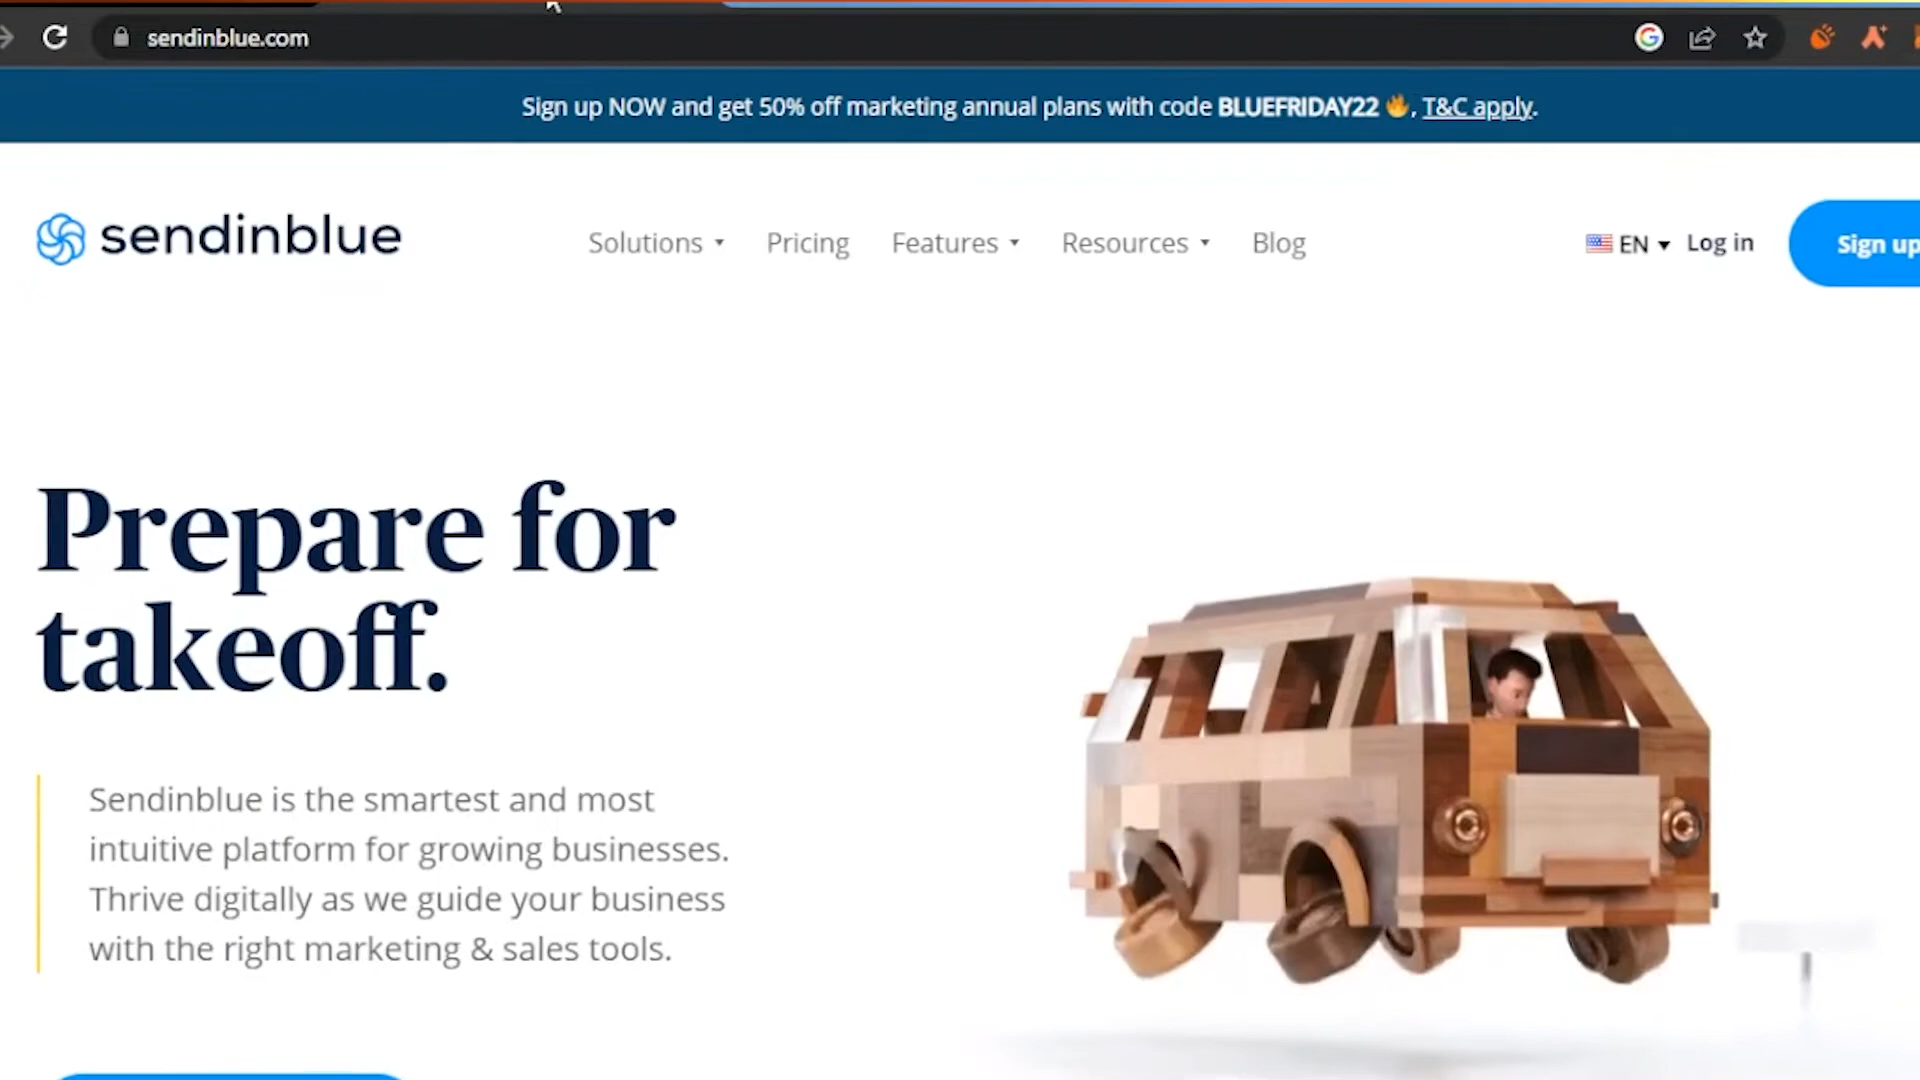 sendinblue.com
Sign up NOW and get 50% off marketing annual plans with code BLUEFRIDAY22 🔥, T&C apply.
sendinblue
Solutions
Pricing
Features
Resources
Blog
EN
Log in
Sign up
Prepare for
takeoff.
Sendinblue is the smartest and most
intuitive platform for growing businesses.
Thrive digitally as we guide your business
with the right marketing & sales tools.